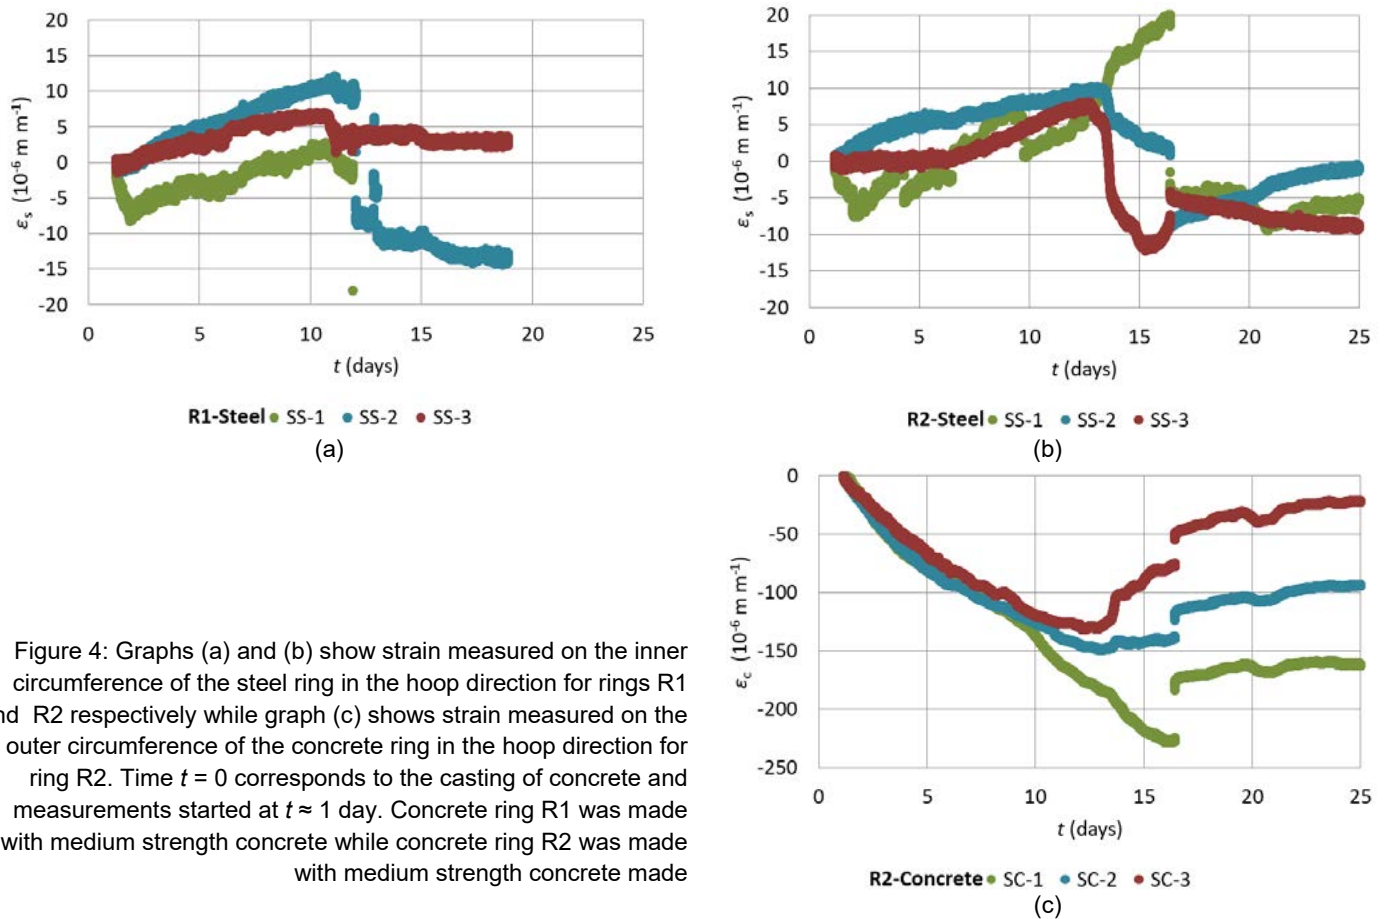 20
15
10
5
0
-5
-10
-15
-20
εs (10-6 m m-1)
0 5 10 15 20 25
t (days)
R1-Steel SS-1 SS-2 SS-3
(a)
20
15
10
5
0
-5
-10
-15
-20
εs (10-6 m m-1)
0 5 10 15 20 25
t (days)
R2-Steel SS-1 SS-2 SS-3
(b)
0
-50
-100
-150
-200
-250
εc (10-6 m m-1)
0 5 10 15 20 25
t (days)
R2-Concrete SC-1 SC-2 SC-3
(c)
Figure 4: Graphs (a) and (b) show strain measured on the inner
circumference of the steel ring in the hoop direction for rings R1
nd R2 respectively while graph (c) shows strain measured on the
outer circumference of the concrete ring in the hoop direction for
ring R2. Time t = 0 corresponds to the casting of concrete and
measurements started at t ≈ 1 day. Concrete ring R1 was made
with medium strength concrete while concrete ring R2 was made
with medium strength concrete made